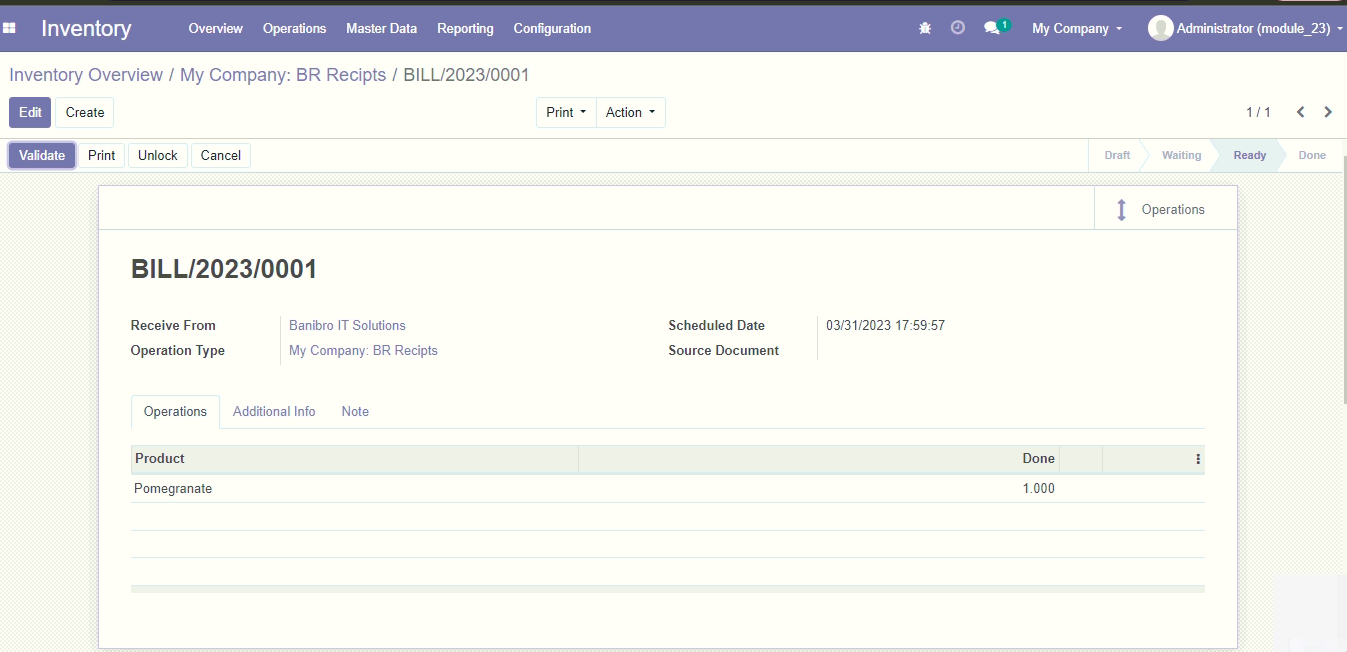 Inventory Overview Operations Master Data Reporting Configuration 1 My Company Administrator (module_23)
Inventory Overview / My Company: BR Recipts / BILL/2023/0001
Edit Create Print Action 1 / 1
Validate Print Unlock Cancel Draft Waiting Ready Done
Operations
BILL/2023/0001
Receive From Banibro IT Solutions Scheduled Date 03/31/2023 17:59:57
Operation Type My Company: BR Recipts Source Document
Operations Additional Info Note
Product Done
Pomegranate 1.000